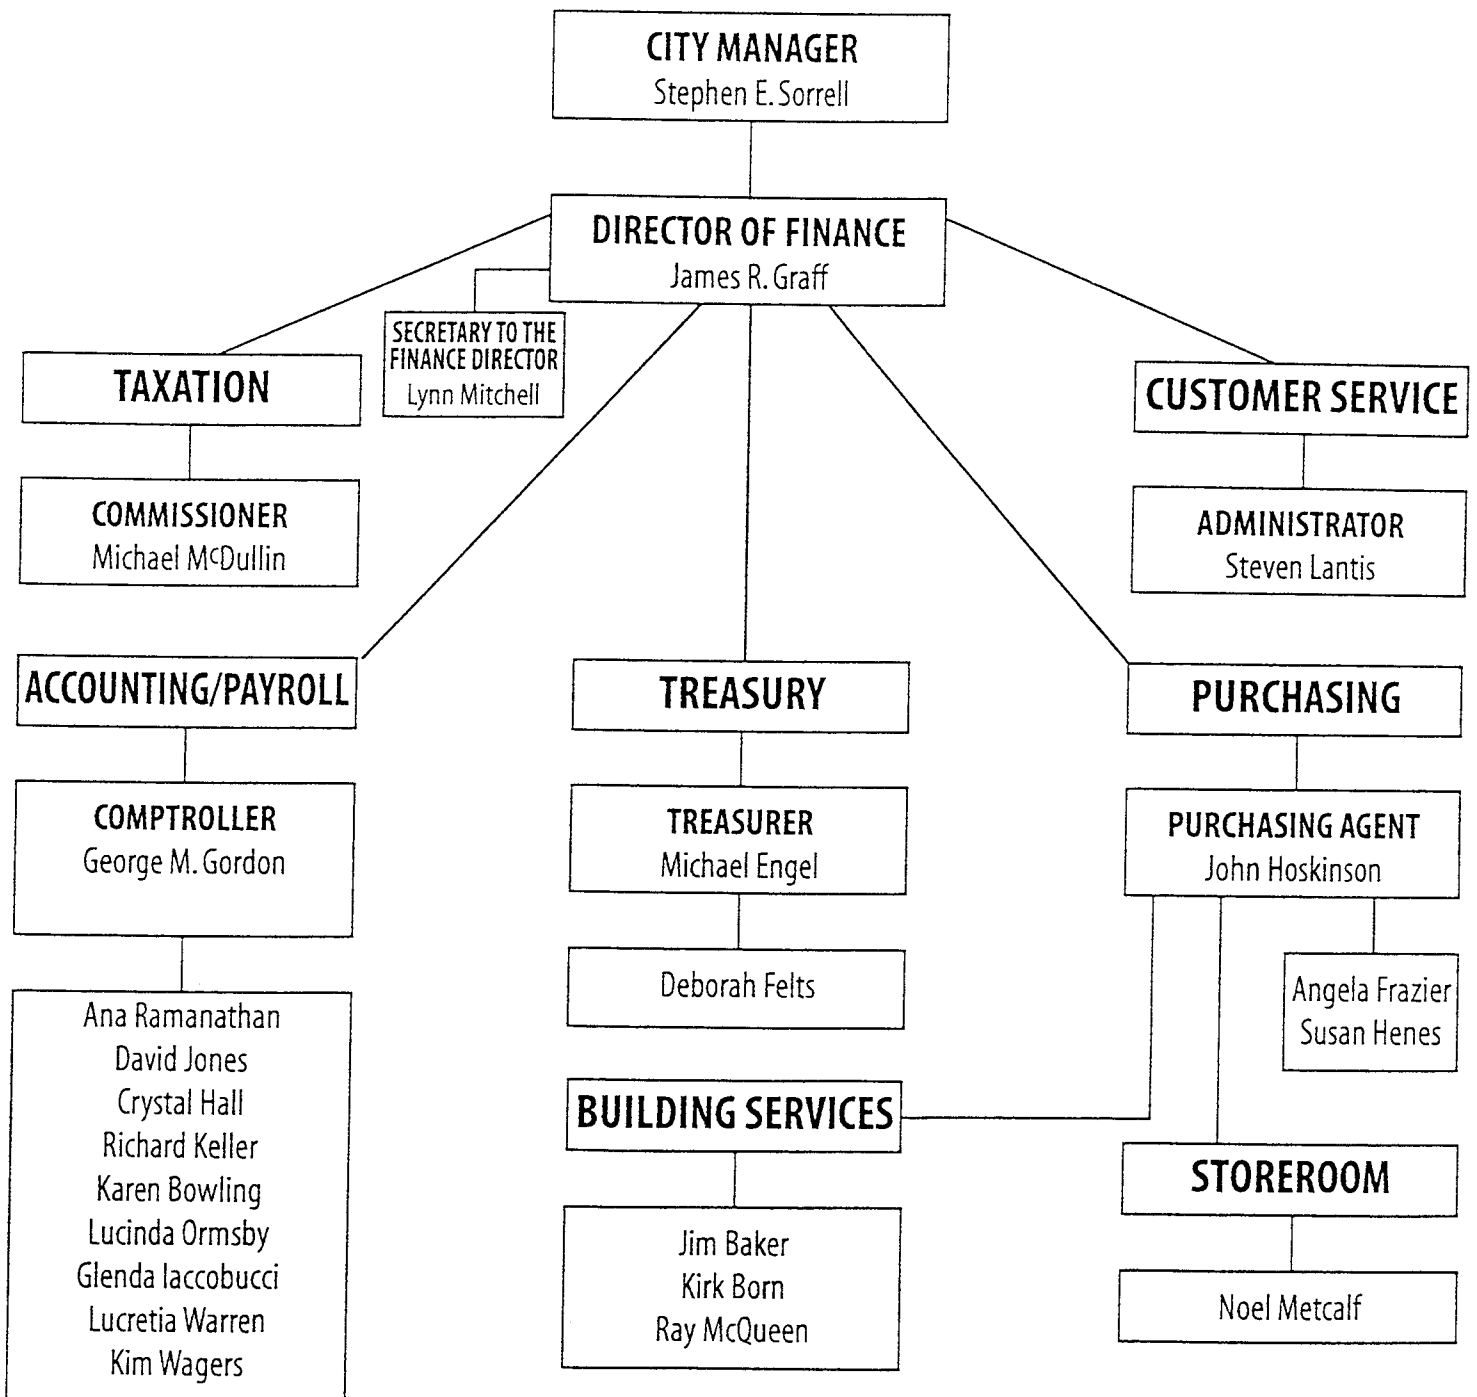 CITY MANAGER
Stephen E. Sorrell
DIRECTOR OF FINANCE
James R. Graff
SECRETARY TO THE
FINANCE DIRECTOR
Lynn Mitchell
TAXATION
COMMISSIONER
Michael McDullin
CUSTOMER SERVICE
ADMINISTRATOR
Steven Lantis
ACCOUNTING/PAYROLL
COMPTROLLER
George M. Gordon
Ana Ramanathan
David Jones
Crystal Hall
Richard Keller
Karen Bowling
Lucinda Ormsby
Glenda Iaccobucci
Lucretia Warren
Kim Wagers
TREASURY
TREASURER
Michael Engel
Deborah Felts
BUILDING SERVICES
Jim Baker
Kirk Born
Ray McQueen
PURCHASING
PURCHASING AGENT
John Hoskinson
Angela Frazier
Susan Henes
STOREROOM
Noel Metcalf